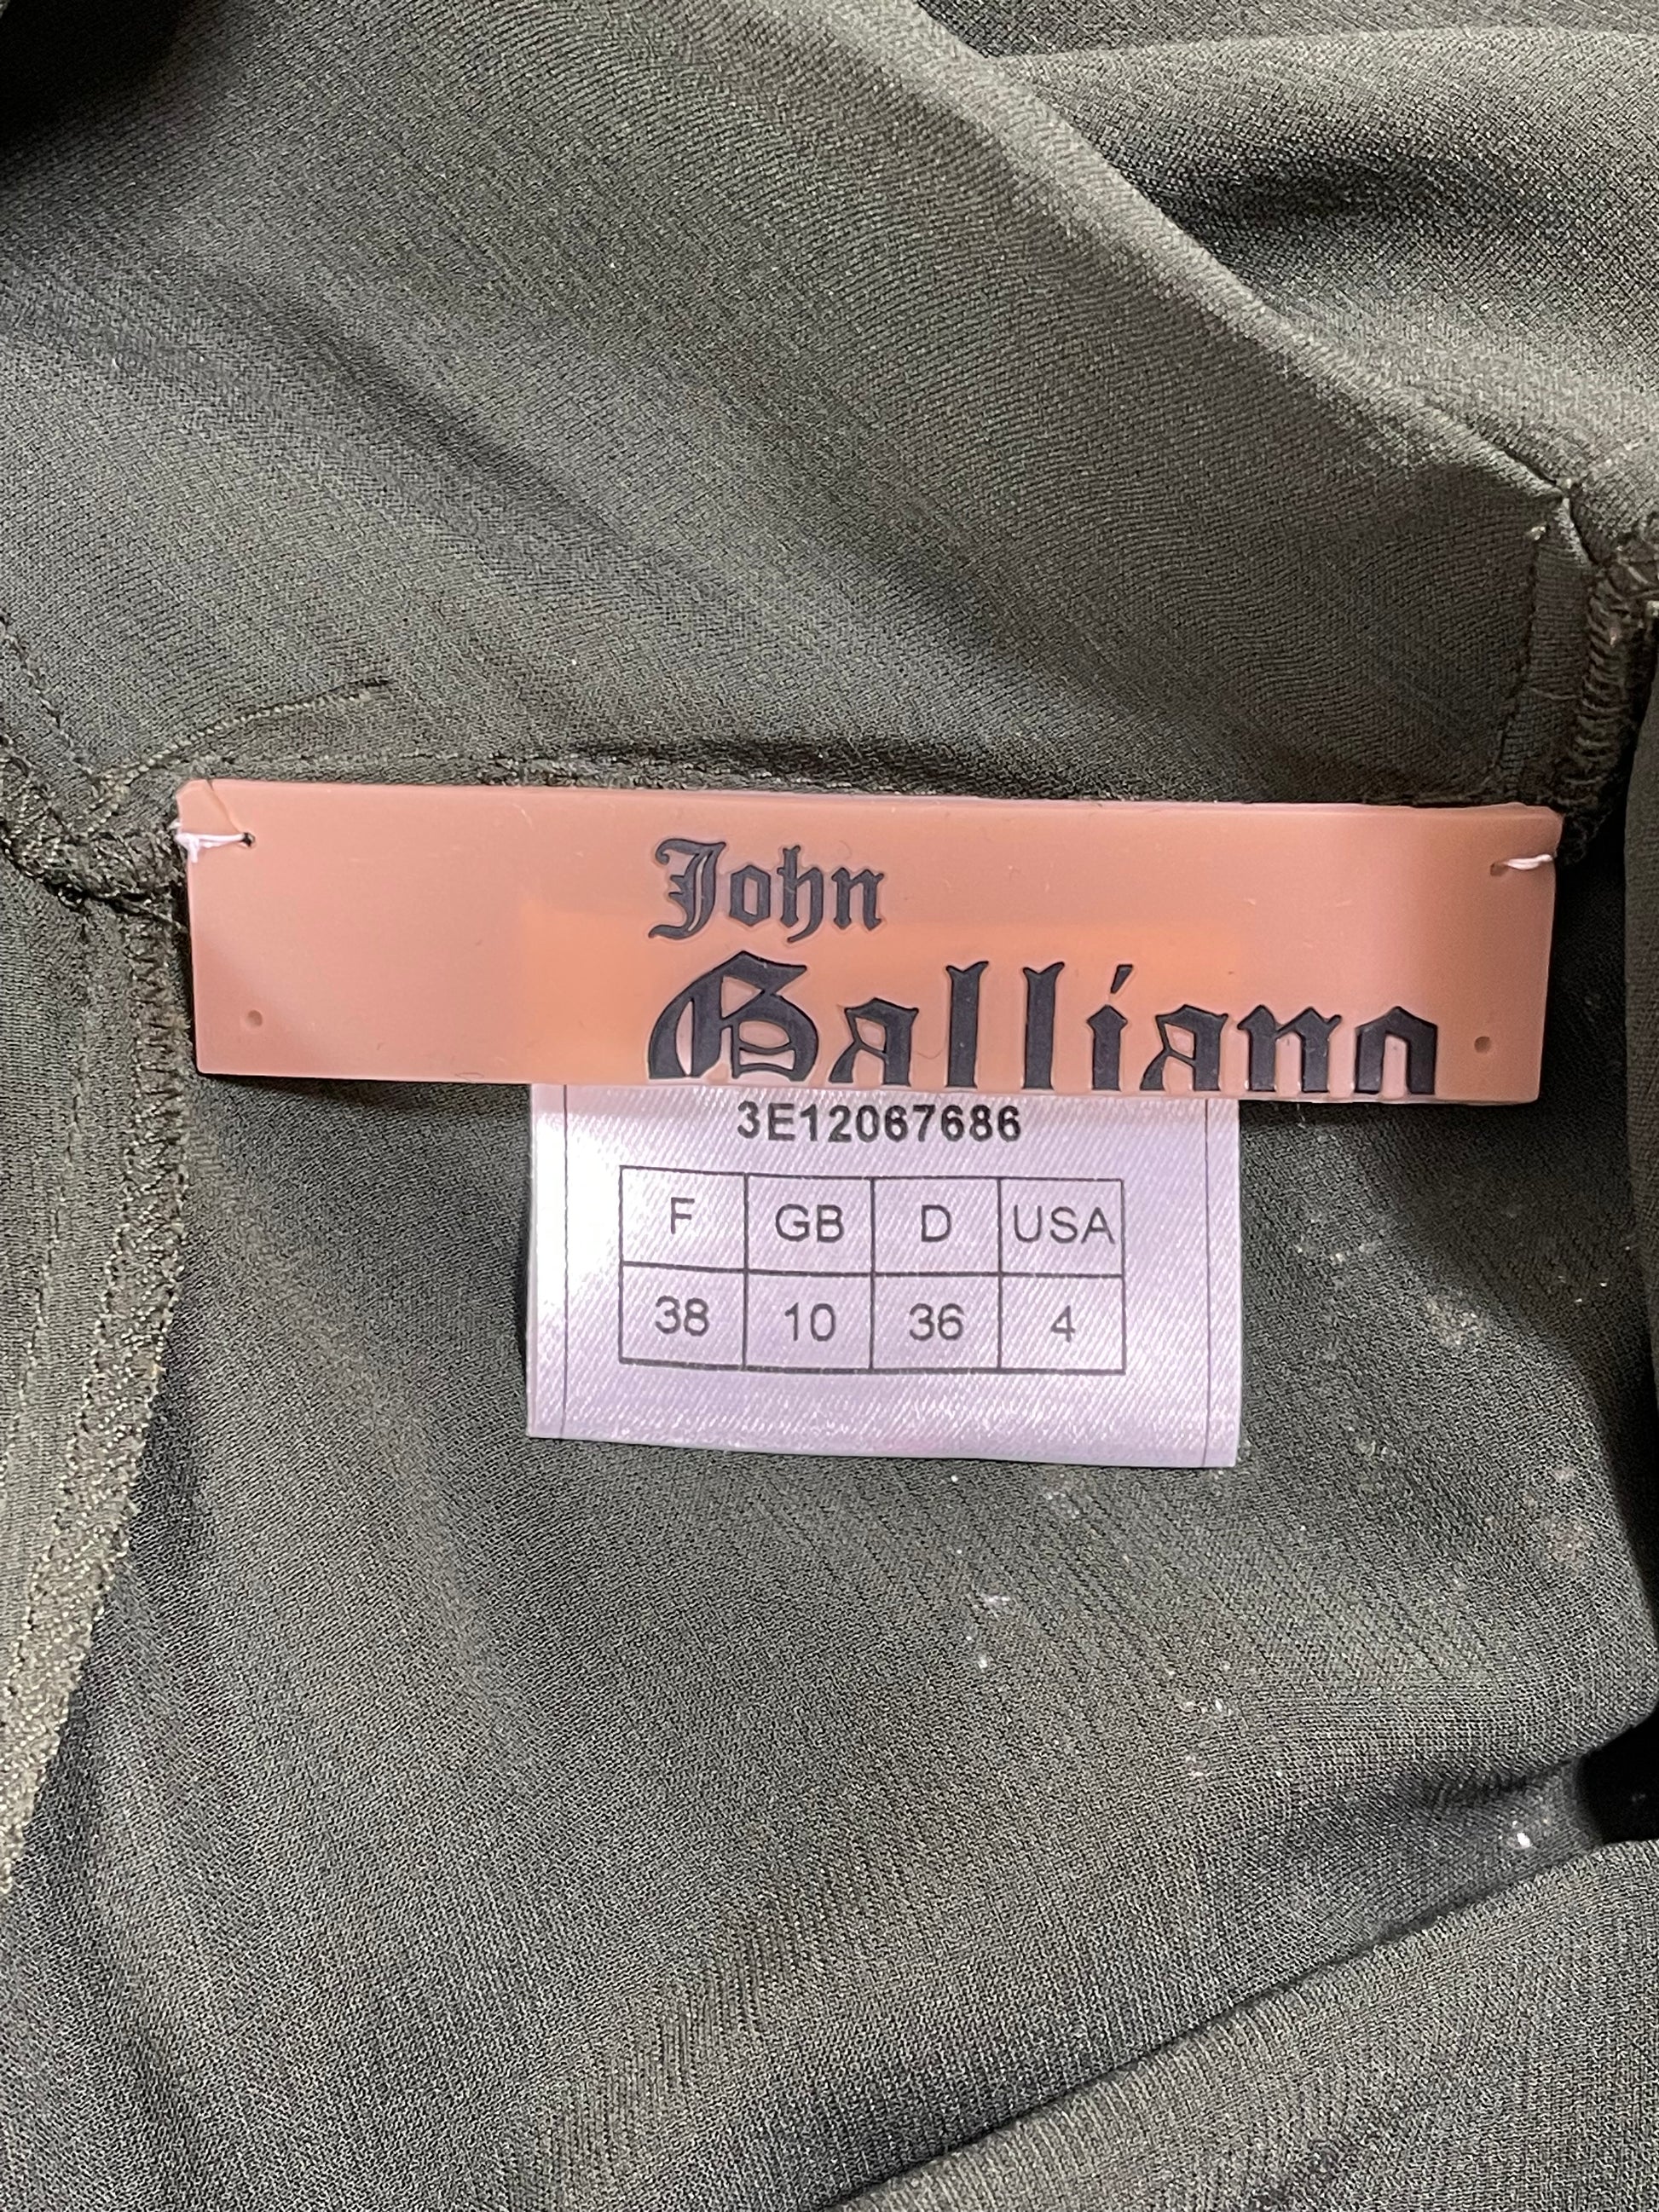 John
Galliano
3E12067686
F GB D USA
38 10 36 4